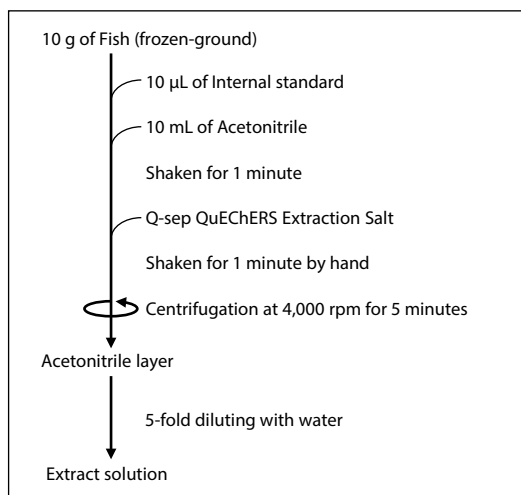 10 g of Fish (frozen-ground)
10 µL of Internal standard
10 mL of Acetonitrile
Shaken for 1 minute
Q-sep QuEChERS Extraction Salt
Shaken for 1 minute by hand
Centrifugation at 4,000 rpm for 5 minutes
Acetonitrile layer
5-fold diluting with water
Extract solution